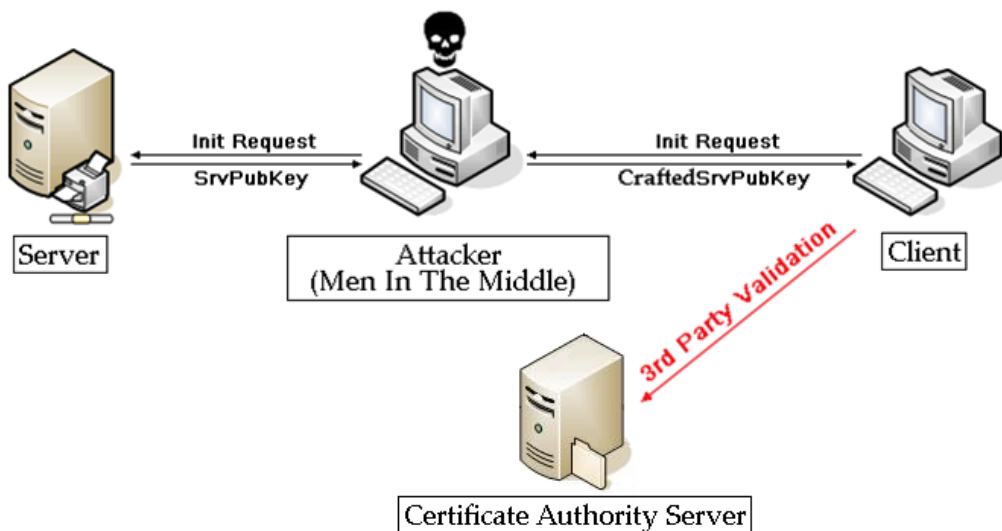 Init Request
SrvPubKey
Init Request
CraftedSrvPubKey
Server
Attacker
(Men In The Middle)
Client
3rd Party Validation
Certificate Authority Server